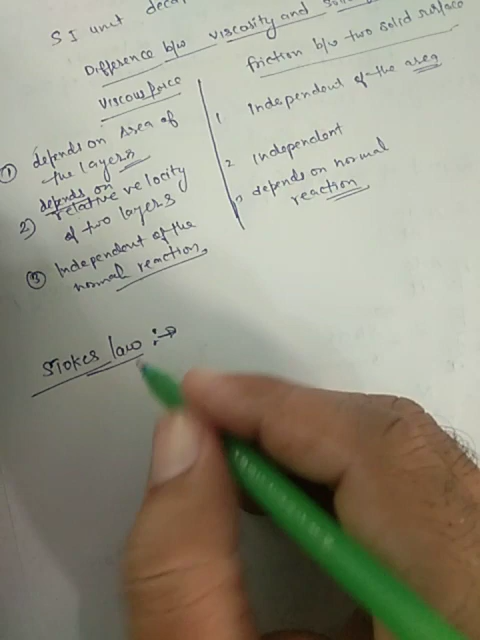 SI unit deca
Difference b/w viscosity and
friction b/w two solid surface
Viscous force
① depends on area of
the layers
2) depends on
relative velocity
of two layers
③ Independent of the
normal reaction
1 Independent of the area
2 Independent
3 depends on normal
reaction
Stokes law :→